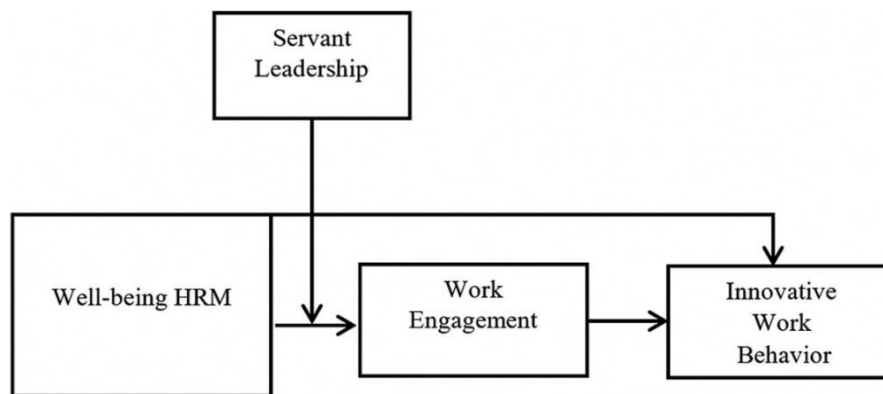 Servant
Leadership
Well-being HRM
Work
Engagement
Innovative
Work
Behavior